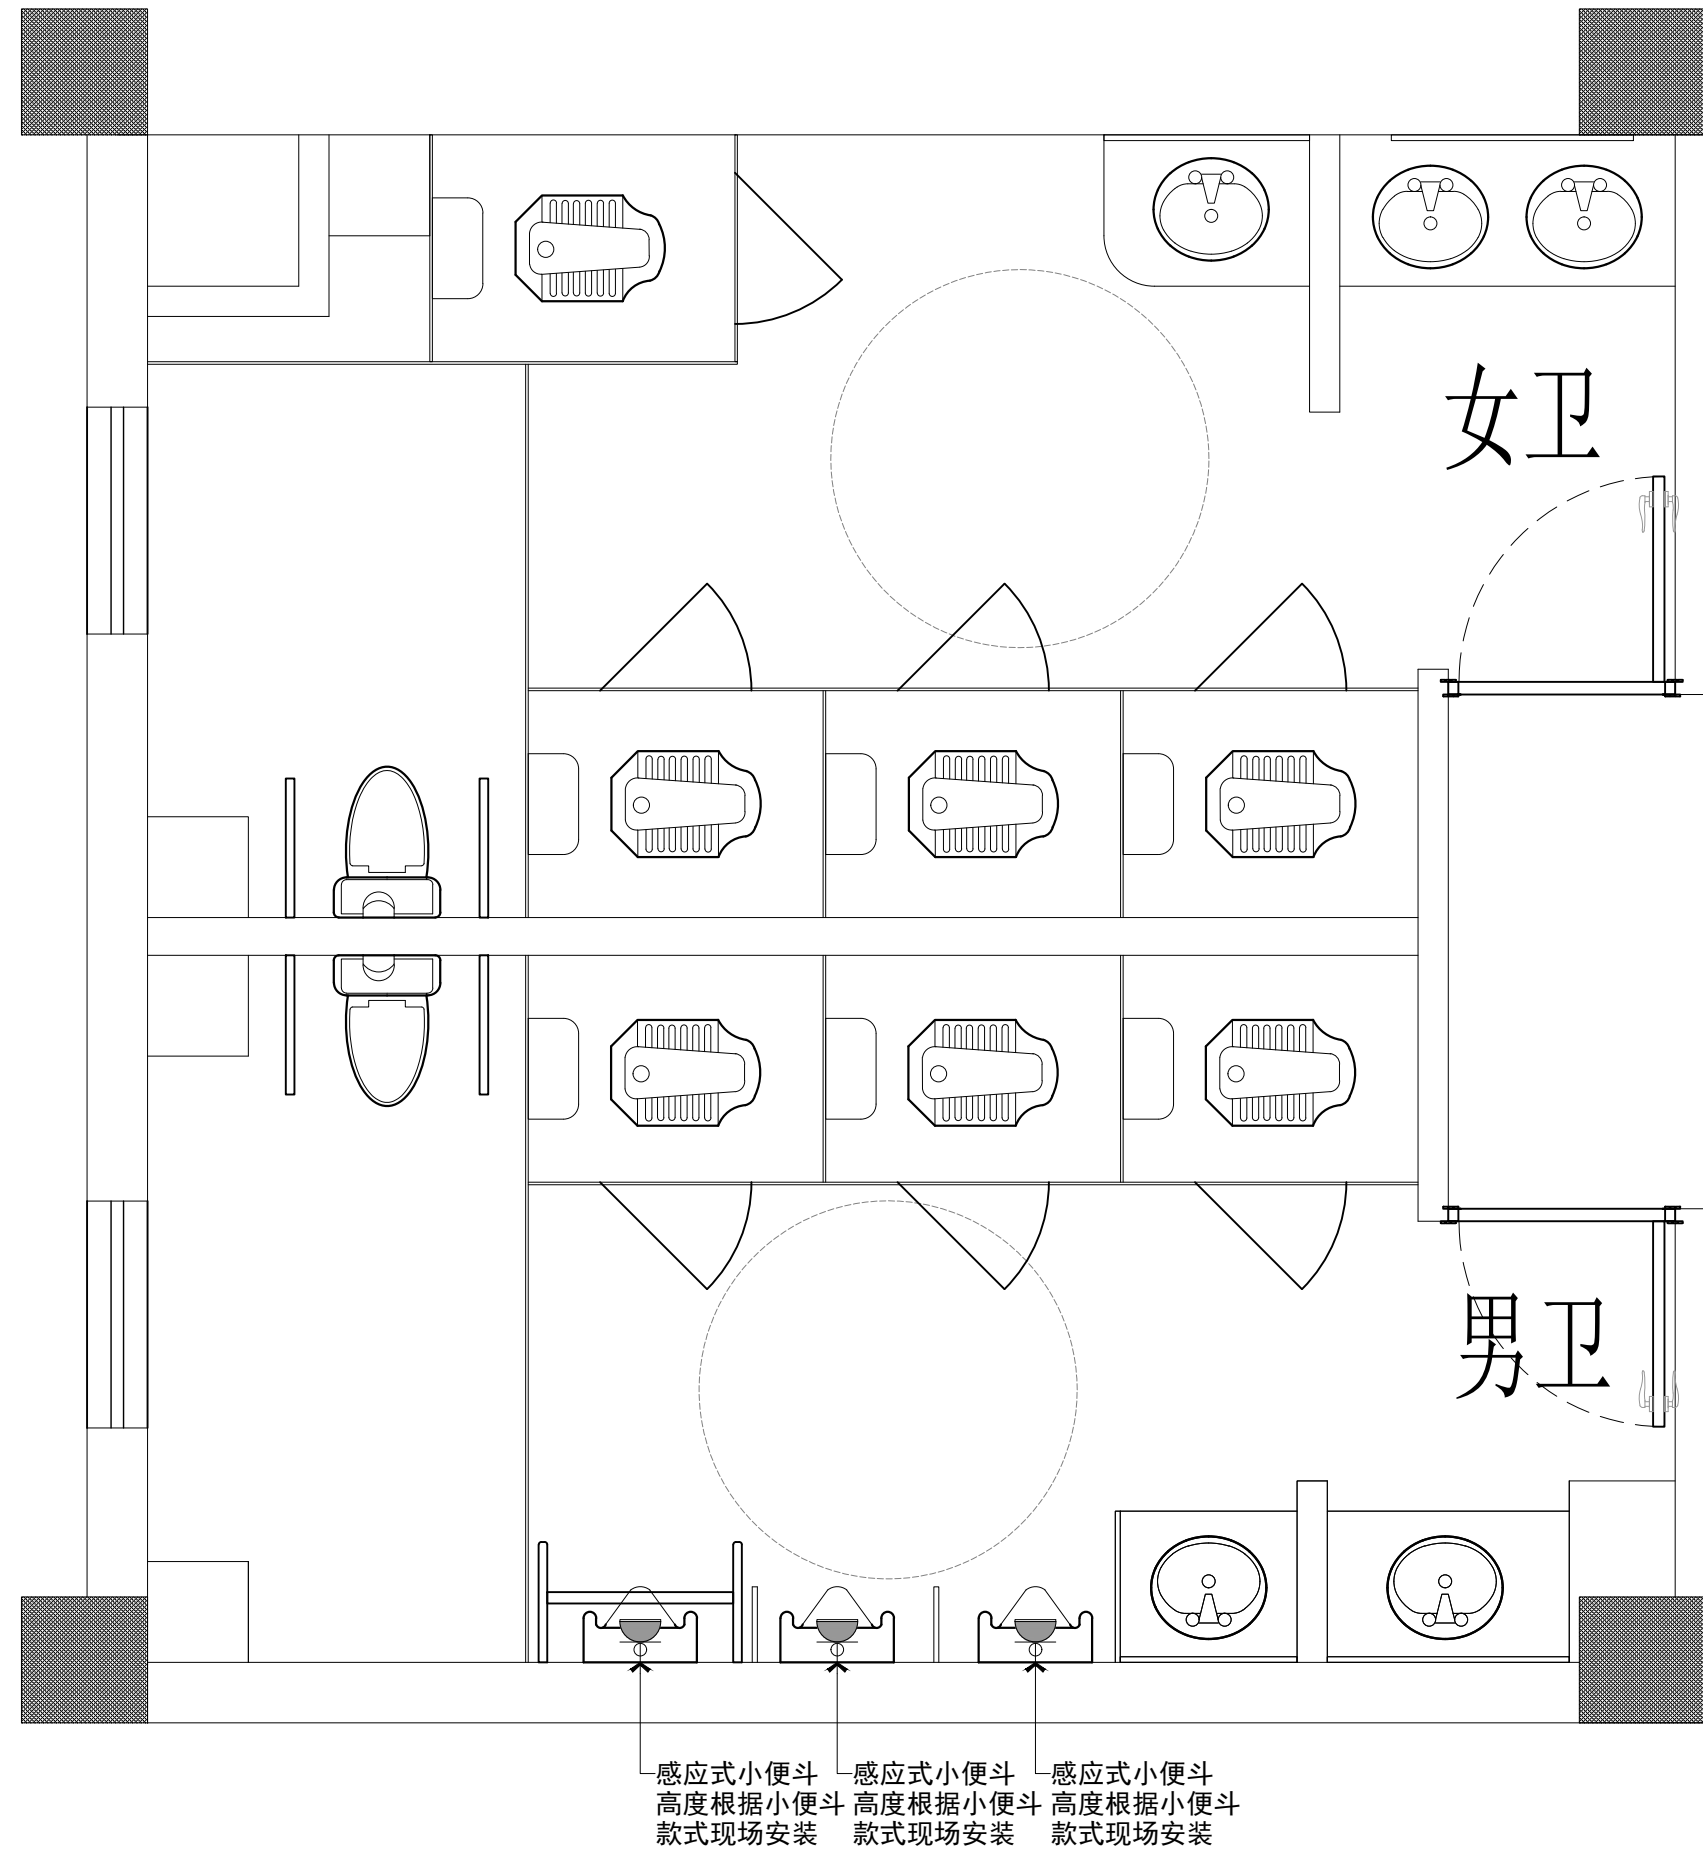 女卫
男卫
感应式小便斗
高度根据小便斗
款式现场安装
感应式小便斗
高度根据小便斗
款式现场安装
感应式小便斗
高度根据小便斗
款式现场安装